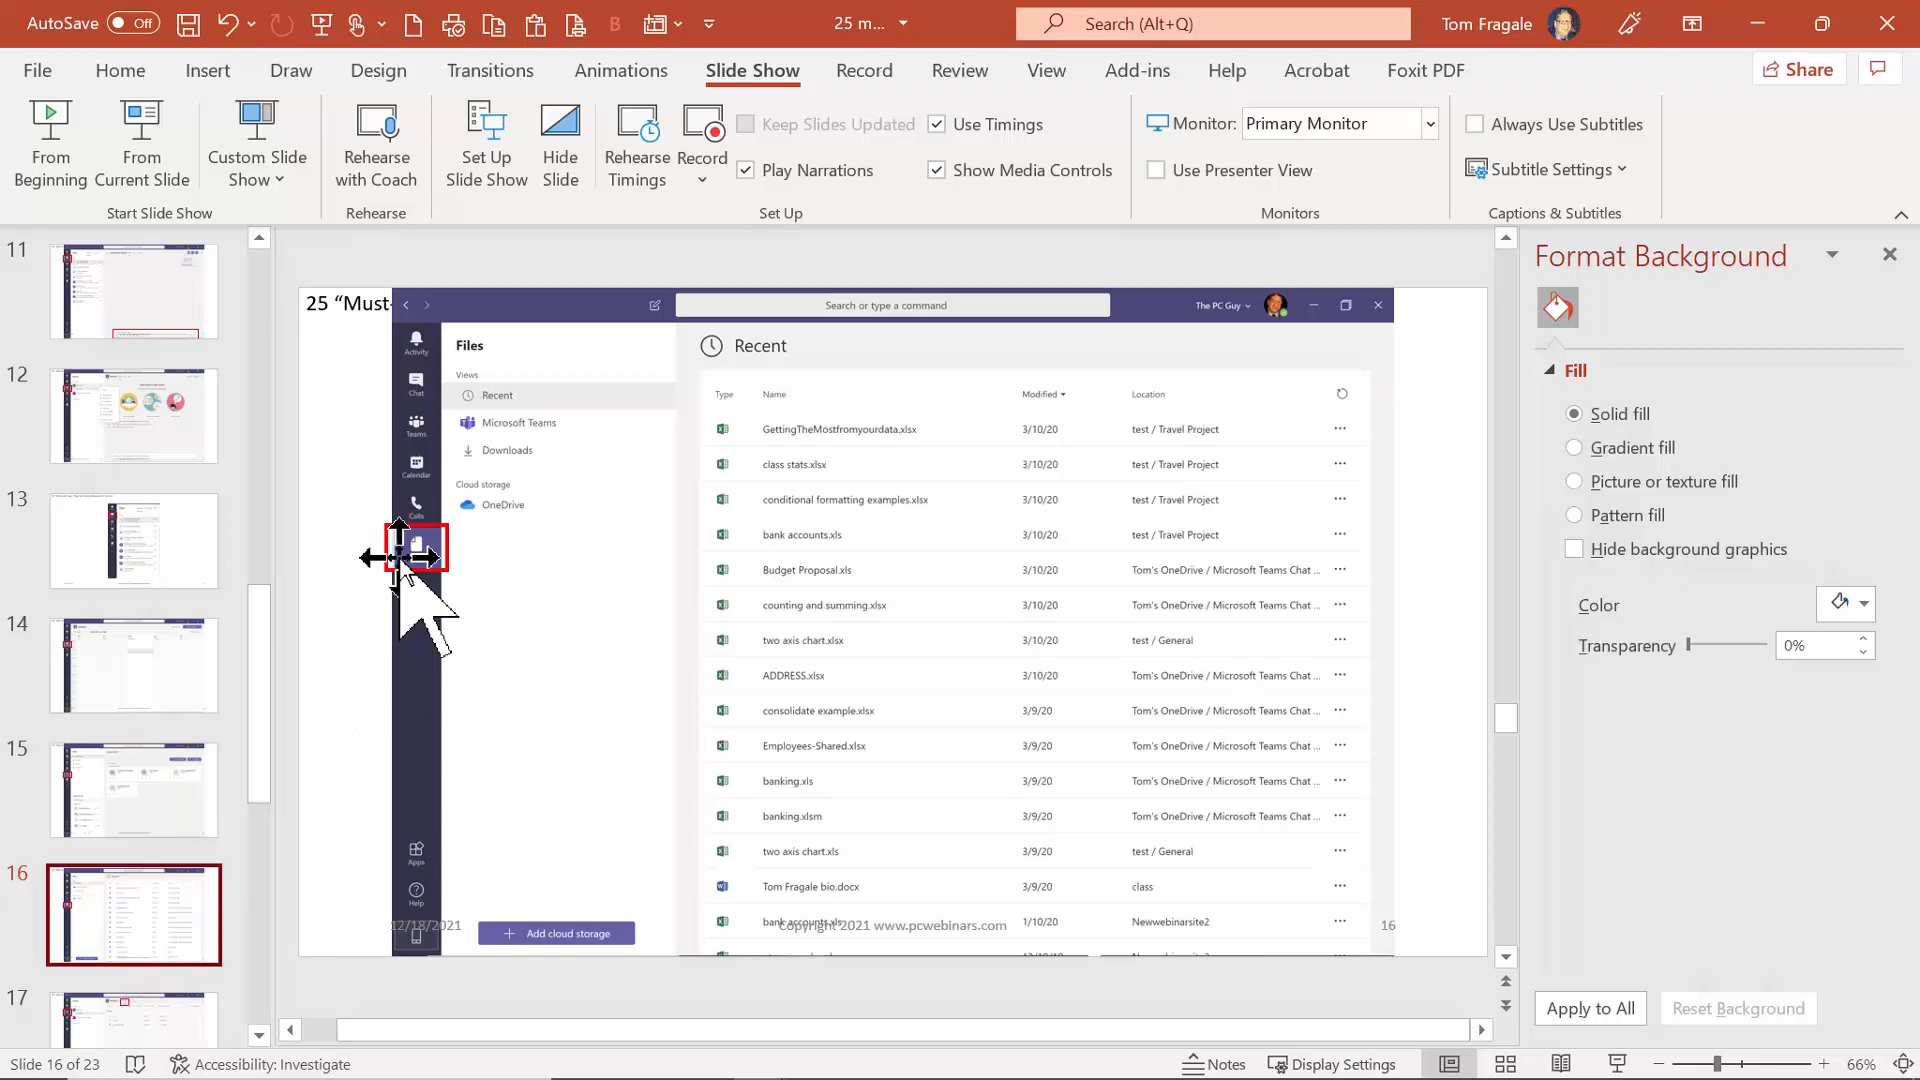 AutoSave Off
25 m...
Search (Alt+Q)
Tom Fragale
File Home Insert Draw Design Transitions Animations Slide Show Record Review View Add-ins Help Acrobat Foxit PDF
Share
From Beginning
From Current Slide
Custom Slide Show
Start Slide Show
Rehearse with Coach
Rehearse
Set Up Slide Show
Hide Slide
Rehearse Timings
Record
Keep Slides Updated
Use Timings
Play Narrations
Show Media Controls
Set Up
Monitor: Primary Monitor
Use Presenter View
Monitors
Always Use Subtitles
Subtitle Settings
Captions & Subtitles
11
12
13
14
15
16
17
25 “Must-
Search or type a command
The PC Guy
Activity
Chat
Teams
Calendar
Calls
Apps
Help
Files
Views
Recent
Microsoft Teams
Downloads
Cloud storage
OneDrive
Add cloud storage
Recent
Type Name Modified Location
GettingTheMostfromyourdata.xlsx 3/10/20 test / Travel Project
class stats.xlsx 3/10/20 test / Travel Project
conditional formatting examples.xlsx 3/10/20 test / Travel Project
bank accounts.xls 3/10/20 test / Travel Project
Budget Proposal.xls 3/10/20 Tom's OneDrive / Microsoft Teams Chat ...
counting and summing.xlsx 3/10/20 Tom's OneDrive / Microsoft Teams Chat ...
two axis chart.xlsx 3/10/20 test / General
ADDRESS.xlsx 3/10/20 Tom's OneDrive / Microsoft Teams Chat ...
consolidate example.xlsx 3/9/20 Tom's OneDrive / Microsoft Teams Chat ...
Employees-Shared.xlsx 3/9/20 Tom's OneDrive / Microsoft Teams Chat ...
banking.xls 3/9/20 Tom's OneDrive / Microsoft Teams Chat ...
banking.xlsm 3/9/20 Tom's OneDrive / Microsoft Teams Chat ...
two axis chart.xls 3/9/20 test / General
Tom Fragale bio.docx 3/9/20 class
bank accounts.xls 1/10/20 Newwebinarsite2
12/18/2021 Copyright 2021 www.pcwebinars.com 16
Format Background
Fill
Solid fill
Gradient fill
Picture or texture fill
Pattern fill
Hide background graphics
Color
Transparency 0%
Apply to All Reset Background
Slide 16 of 23 Accessibility: Investigate Notes Display Settings 66%